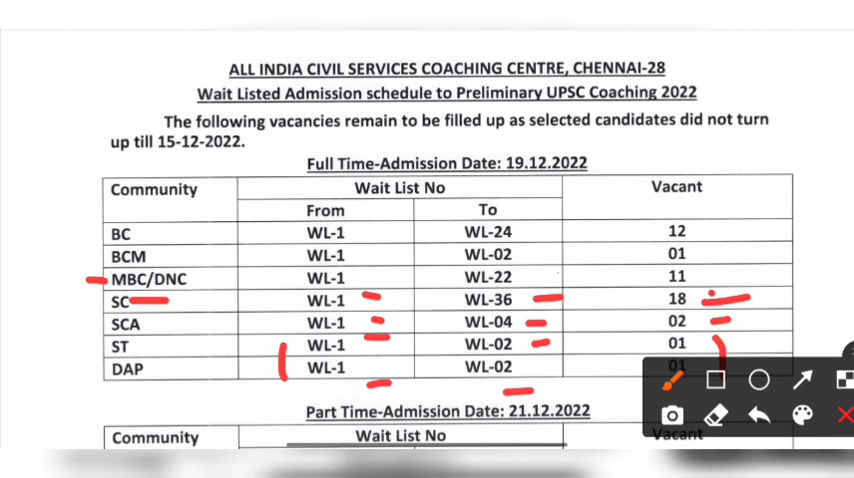 ALL INDIA CIVIL SERVICES COACHING CENTRE, CHENNAI-28
Wait Listed Admission schedule to Preliminary UPSC Coaching 2022
The following vacancies remain to be filled up as selected candidates did not turn
up till 15-12-2022.
Full Time-Admission Date: 19.12.2022
Community Wait List No Vacant
From To
BC WL-1 WL-24 12
BCM WL-1 WL-02 01
MBC/DNC WL-1 WL-22 11
SC WL-1 WL-36 18
SCA WL-1 WL-04 02
ST WL-1 WL-02 01
DAP WL-1 WL-02 01
Part Time-Admission Date: 21.12.2022
Community Wait List No Vacant